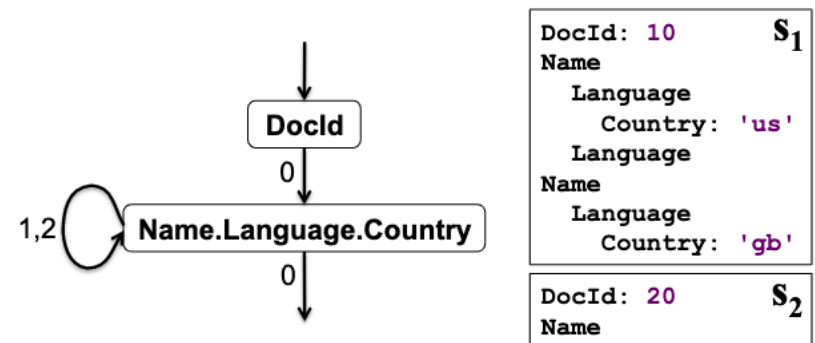 DocId
0
1,2
Name.Language.Country
0
DocId: 10 s1
Name
Language
Country: 'us'
Language
Name
Language
Country: 'gb'
DocId: 20 s2
Name